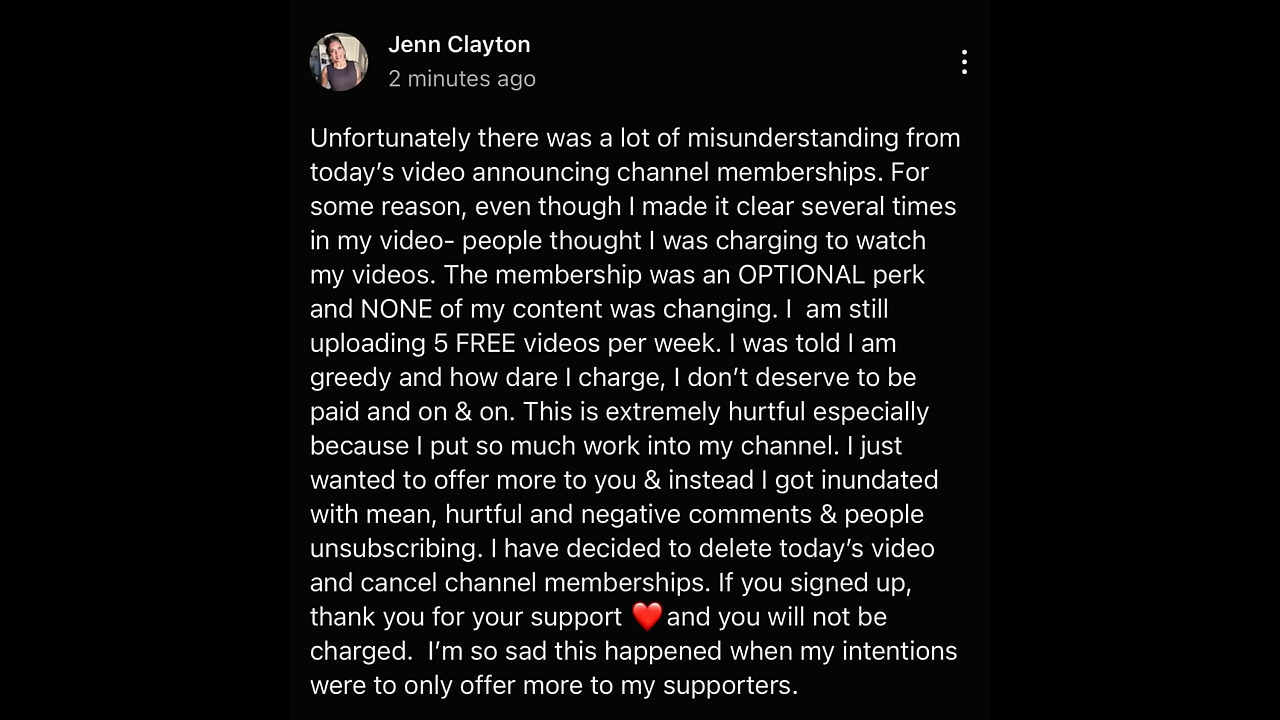 Jenn Clayton
2 minutes ago
Unfortunately there was a lot of misunderstanding from
today’s video announcing channel memberships. For
some reason, even though I made it clear several times
in my video- people thought I was charging to watch
my videos. The membership was an OPTIONAL perk
and NONE of my content was changing. I  am still
uploading 5 FREE videos per week. I was told I am
greedy and how dare I charge, I don’t deserve to be
paid and on & on. This is extremely hurtful especially
because I put so much work into my channel. I just
wanted to offer more to you & instead I got inundated
with mean, hurtful and negative comments & people
unsubscribing. I have decided to delete today’s video
and cancel channel memberships. If you signed up,
thank you for your support ❤️ and you will not be
charged.  I’m so sad this happened when my intentions
were to only offer more to my supporters.